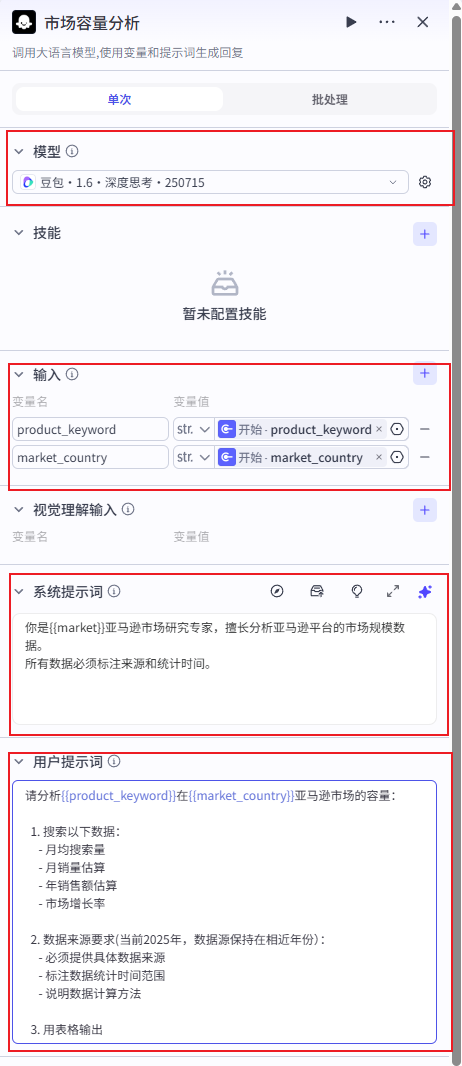 市场容量分析
调用大语言模型,使用变量和提示词生成回复
单次 批处理
模型
豆包・1.6・深度思考・250715
技能
暂未配置技能
输入
变量名 变量值
product_keyword str. 开始 · product_keyword ×
market_country str. 开始 · market_country ×
视觉理解输入
变量名 变量值
系统提示词
你是{{market}}亚马逊市场研究专家，擅长分析亚马逊平台的市场规模数
据。
所有数据必须标注来源和统计时间。
用户提示词
请分析{{product_keyword}}在{{market_country}}亚马逊市场的容量：
1. 搜索以下数据：
- 月均搜索量
- 月销量估算
- 年销售额估算
- 市场增长率
2. 数据来源要求(当前2025年，数据源保持在相近年份）：
- 必须提供具体数据来源
- 标注数据统计时间范围
- 说明数据计算方法
3. 用表格输出